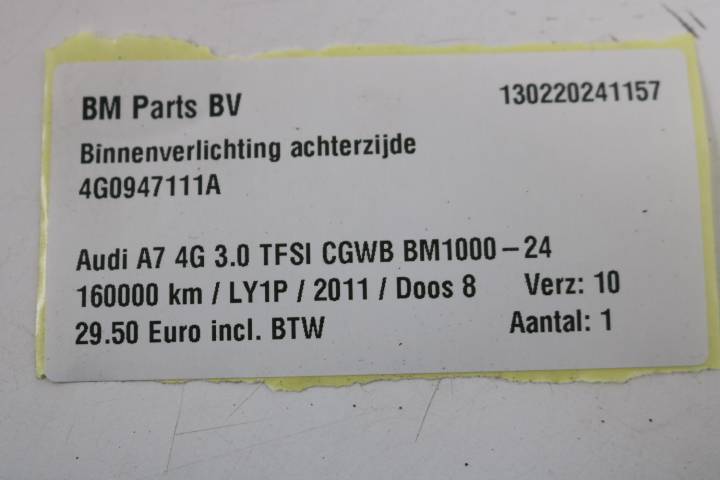 BM Parts BV 130220241157
Binnenverlichting achterzijde
4G0947111A
Audi A7 4G 3.0 TFSI CGWB BM1000-24
160000 km / LY1P / 2011 / Doos 8 Verz: 10
29.50 Euro incl. BTW Aantal: 1